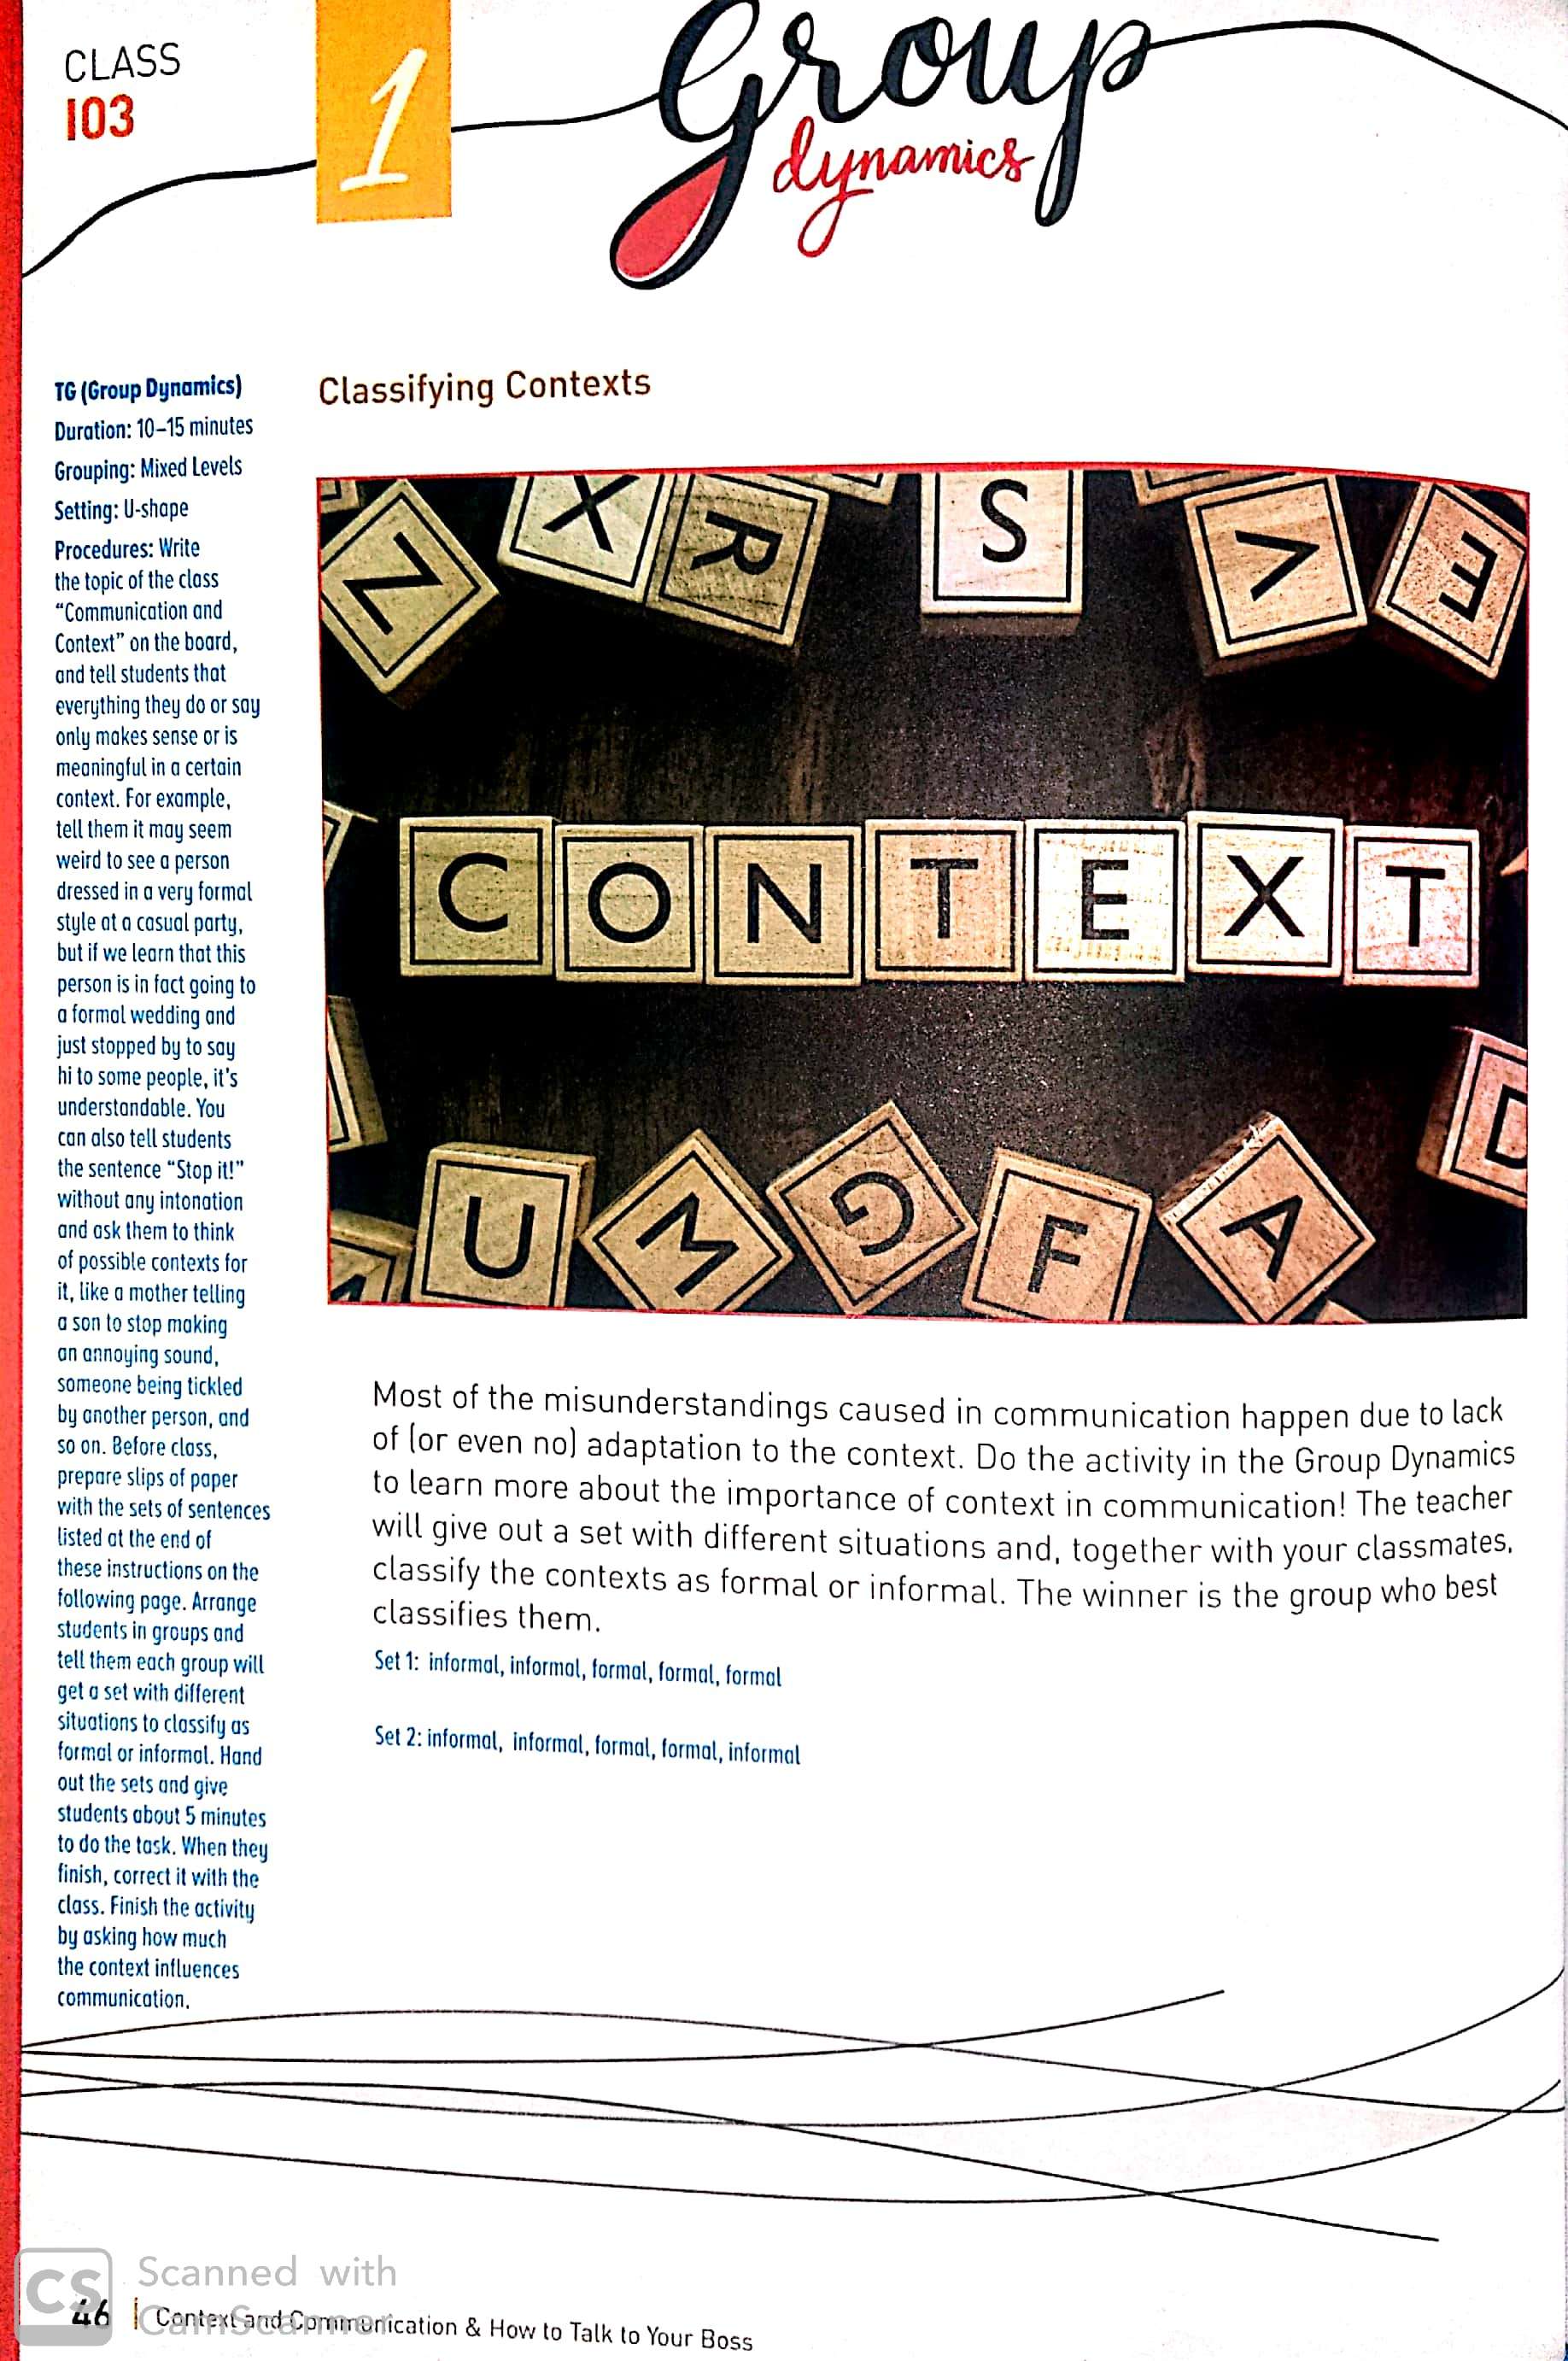 CLASS
103
1
Group
dynamics
TG (Group Dynamics)
Duration: 10–15 minutes
Grouping: Mixed Levels
Setting: U-shape
Procedures: Write
the topic of the class
“Communication and
Context” on the board,
and tell students that
everything they do or say
only makes sense or is
meaningful in a certain
context. For example,
tell them it may seem
weird to see a person
dressed in a very formal
style at a casual party,
but if we learn that this
person is in fact going to
a formal wedding and
just stopped by to say
hi to some people, it's
understandable. You
can also tell students
the sentence “Stop it!”
without any intonation
and ask them to think
of possible contexts for
it, like a mother telling
a son to stop making
an annoying sound,
someone being tickled
by another person, and
so on. Before class,
prepare slips of paper
with the sets of sentences
listed at the end of
these instructions on the
following page. Arrange
students in groups and
tell them each group will
get a set with different
situations to classify as
formal or informal. Hand
out the sets and give
students about 5 minutes
to do the task. When they
finish, correct it with the
class. Finish the activity
by asking how much
the context influences
communication.
Classifying Contexts
Z X R S V E
CONTEXT
D
U M G F A
Most of the misunderstandings caused in communication happen due to lack
of (or even no) adaptation to the context. Do the activity in the Group Dynamics
to learn more about the importance of context in communication! The teacher
will give out a set with different situations and, together with your classmates,
classify the contexts as formal or informal. The winner is the group who best
classifies them.
Set 1: informal, informal, formal, formal, formal
Set 2: informal, informal, formal, formal, informal
CS
Scanned with
CamScanner
46 | Context and Communication & How to Talk to Your Boss